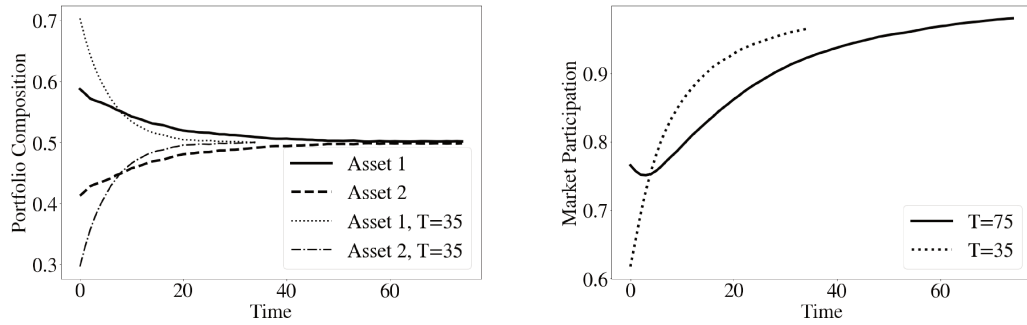 Portfolio Composition
0.7
0.6
0.5
0.4
0.3
0
20
40
60
Time
Asset 1
Asset 2
Asset 1, T=35
Asset 2, T=35
Market Participation
0.9
0.8
0.7
0.6
0
20
40
60
Time
T=75
T=35